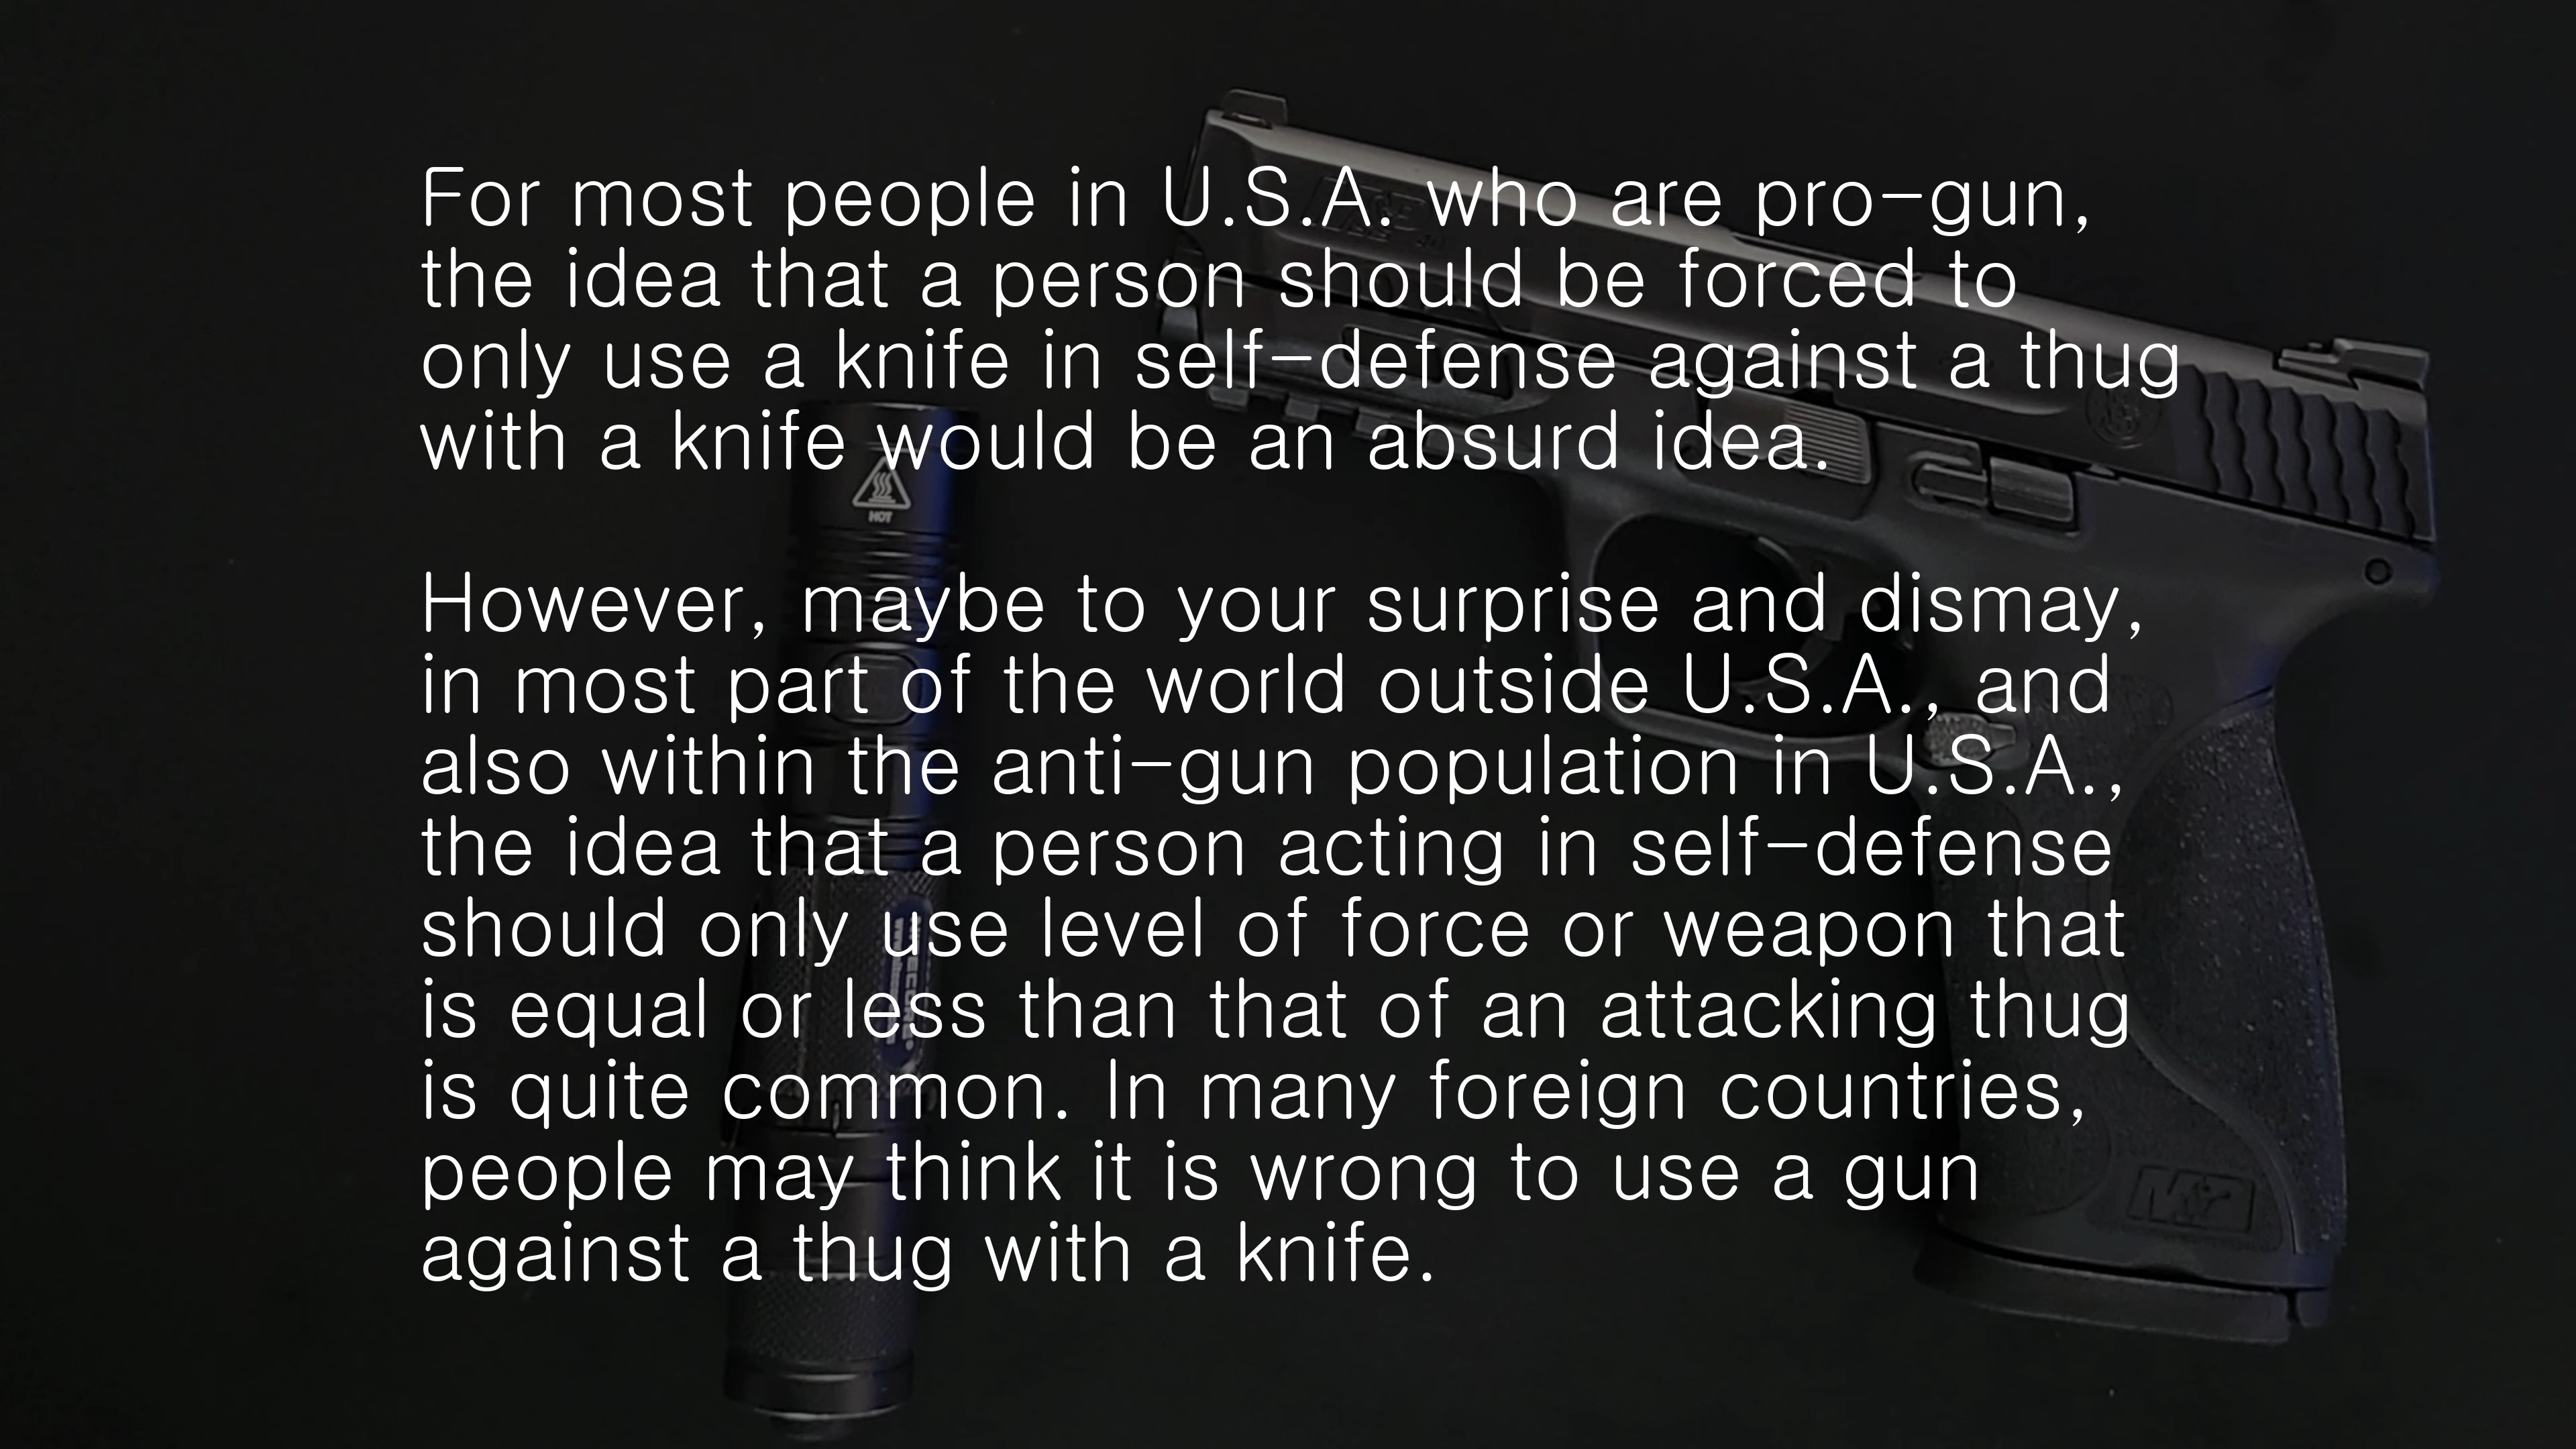 For most people in U.S.A. who are pro-gun,
the idea that a person should be forced to
only use a knife in self-defense against a thug
with a knife would be an absurd idea.
However, maybe to your surprise and dismay,
in most part of the world outside U.S.A., and
also within the anti-gun population in U.S.A.,
the idea that a person acting in self-defense
should only use level of force or weapon that
is equal or less than that of an attacking thug
is quite common. In many foreign countries,
people may think it is wrong to use a gun
against a thug with a knife.
HOT
M&P